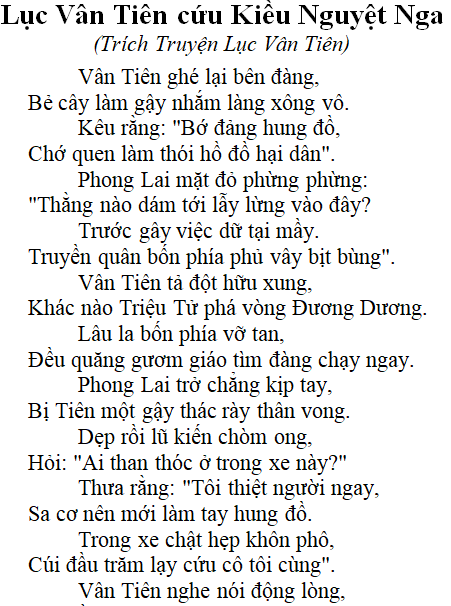 Lục Vân Tiên cứu Kiều Nguyệt Nga
(Trích Truyện Lục Vân Tiên)
Vân Tiên ghé lại bên đàng,
Bẻ cây làm gậy nhắm làng xông vô.
Kêu rằng: "Bớ đảng hung đồ,
Chớ quen làm thói hồ đồ hại dân".
Phong Lai mặt đỏ phừng phừng:
"Thằng nào dám tới lẫy lừng vào đây?
Trước gây việc dữ tại mầy.
Truyền quân bốn phía phủ vây bịt bùng".
Vân Tiên tả đột hữu xung,
Khác nào Triệu Tử phá vòng Đương Dương.
Lâu la bốn phía vỡ tan,
Đều quăng gươm giáo tìm đàng chạy ngay.
Phong Lai trở chẳng kịp tay,
Bị Tiên một gậy thác rày thân vong.
Dẹp rồi lũ kiến chòm ong,
Hỏi: "Ai than thóc ở trong xe này?"
Thưa rằng: "Tôi thiệt người ngay,
Sa cơ nên mới làm tay hung đồ.
Trong xe chật hẹp khôn phô,
Cúi đầu trăm lạy cứu cô tôi cùng".
Vân Tiên nghe nói động lòng,